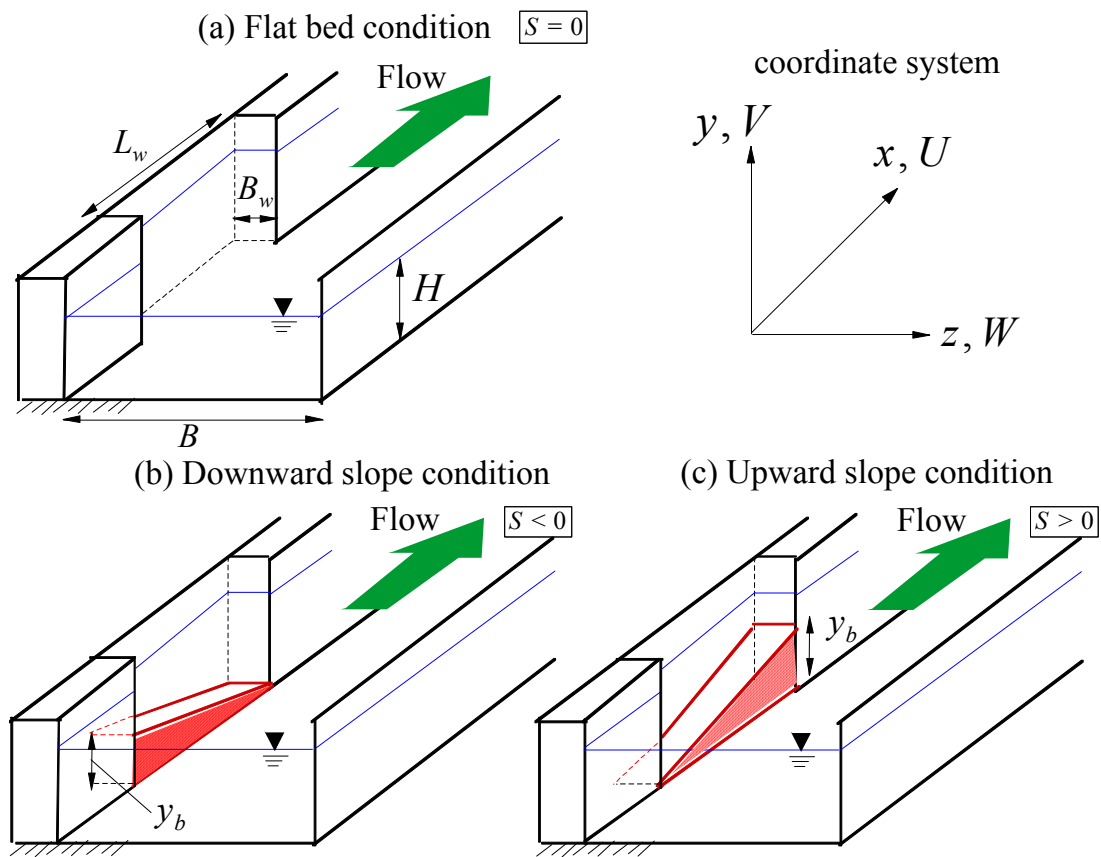 (a) Flat bed condition S = 0
Flow
coordinate system
y, V
x, U
z, W
L_w
B_w
H
B
(b) Downward slope condition
Flow
S < 0
y_b
(c) Upward slope condition
Flow
S > 0
y_b